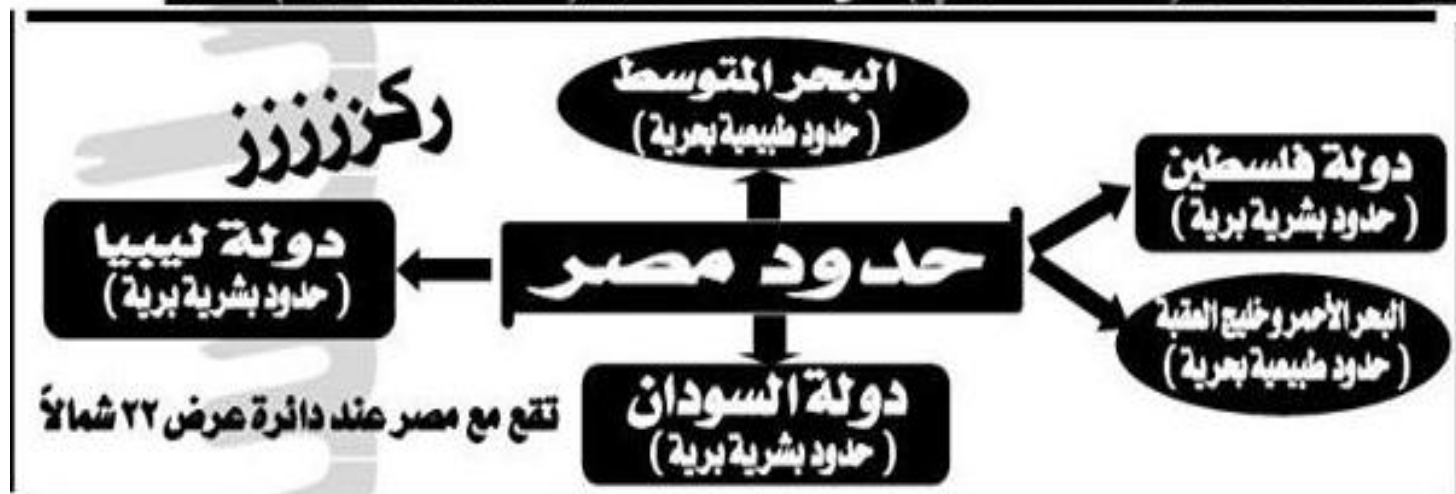 البحر المتوسط
( حدود طبيعية بحرية )
ركززززز
دولة فلسطين
( حدود بشرية برية )
دولة ليبيا
( حدود بشرية برية )
حدود مصر
البحر الأحمر وخليج العقبة
( حدود طبيعية بحرية )
دولة السودان
( حدود بشرية برية )
تقع مع مصر عند دائرة عرض ٢٢ شمالاً